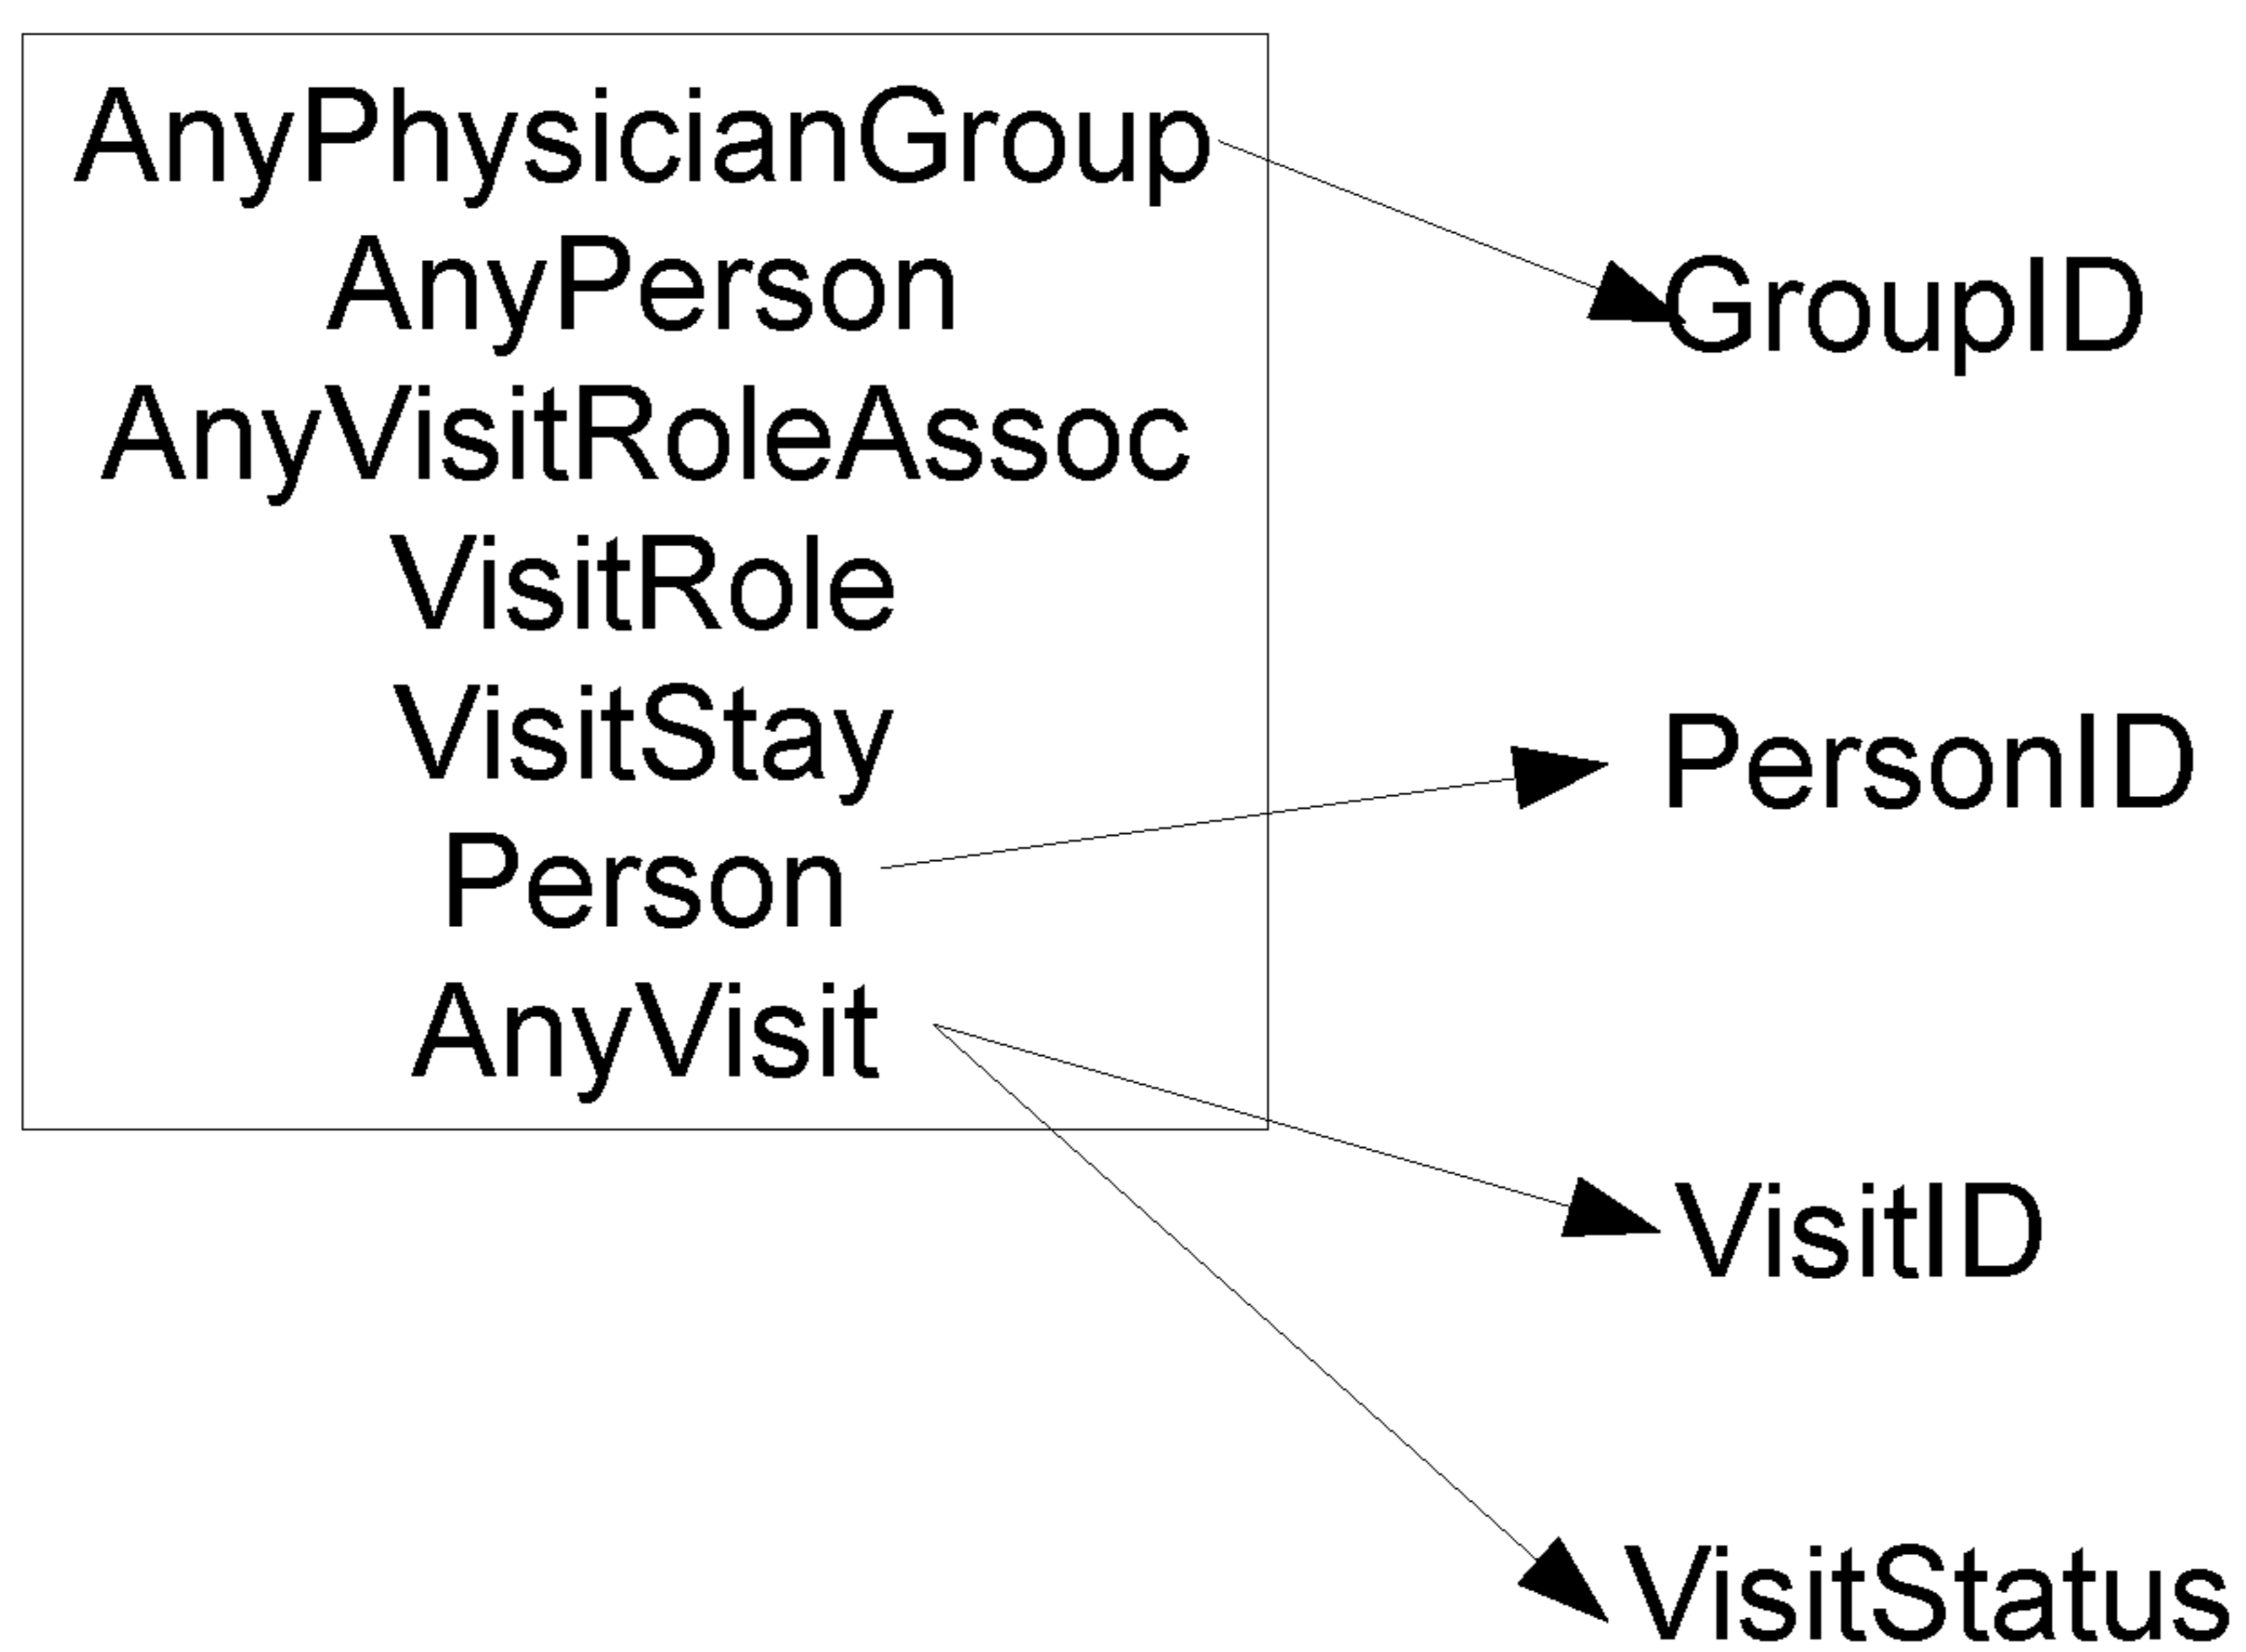 AnyPhysicianGroup
AnyPerson
AnyVisitRoleAssoc
VisitRole
VisitStay
Person
AnyVisit
GroupID
PersonID
VisitID
VisitStatus